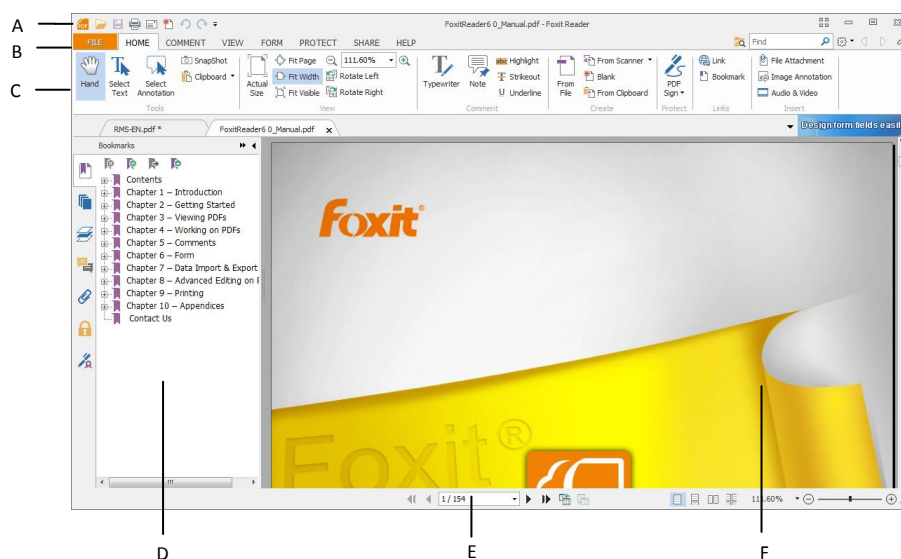 A
FoxitReader6 0_Manual.pdf - Foxit Reader
B
FILE HOME COMMENT VIEW FORM PROTECT SHARE HELP
Find
C
Hand
Select Text
Select Annotation
SnapShot
Clipboard
Tools
Actual Size
Fit Page
Fit Width
Fit Visible
111.60%
Rotate Left
Rotate Right
View
Typewriter
Note
abc Highlight
T Strikeout
U Underline
Comment
From File
From Scanner
Blank
From Clipboard
Create
PDF Sign
Protect
Link
Bookmark
Links
File Attachment
Image Annotation
Audio & Video
Insert
RMS-EN.pdf *
FoxitReader6 0_Manual.pdf x
Design form fields easil
Bookmarks
Contents
Chapter 1 – Introduction
Chapter 2 – Getting Started
Chapter 3 – Viewing PDFs
Chapter 4 – Working on PDFs
Chapter 5 – Comments
Chapter 6 – Form
Chapter 7 – Data Import & Export
Chapter 8 – Advanced Editing on P
Chapter 9 – Printing
Chapter 10 – Appendices
Contact Us
foxit
Foxit®
1 / 154
D
E
F